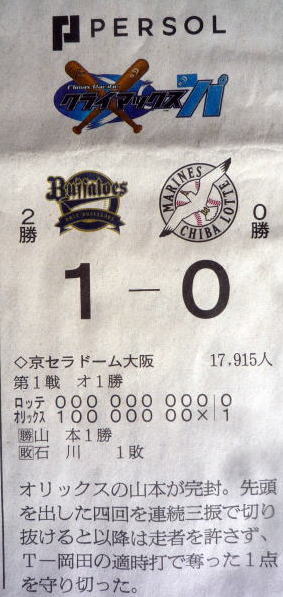 PERSOL
Climax Pacific
クライマックスパ
Buffaloes
ORIX BUFFALOES
MARINES
CHIBA LOTTE
2勝
0勝
1－0
◇京セラドーム大阪 17,915人
第1戦 オ1勝
ロッテ 000 000 000|0
オリックス 100 000 00×|1
勝山 本1勝
敗石 川 1敗
オリックスの山本が完封。先頭
を出した四回を連続三振で切り
抜けると以降は走者を許さず、
T－岡田の適時打で奪った1点
を守り切った。